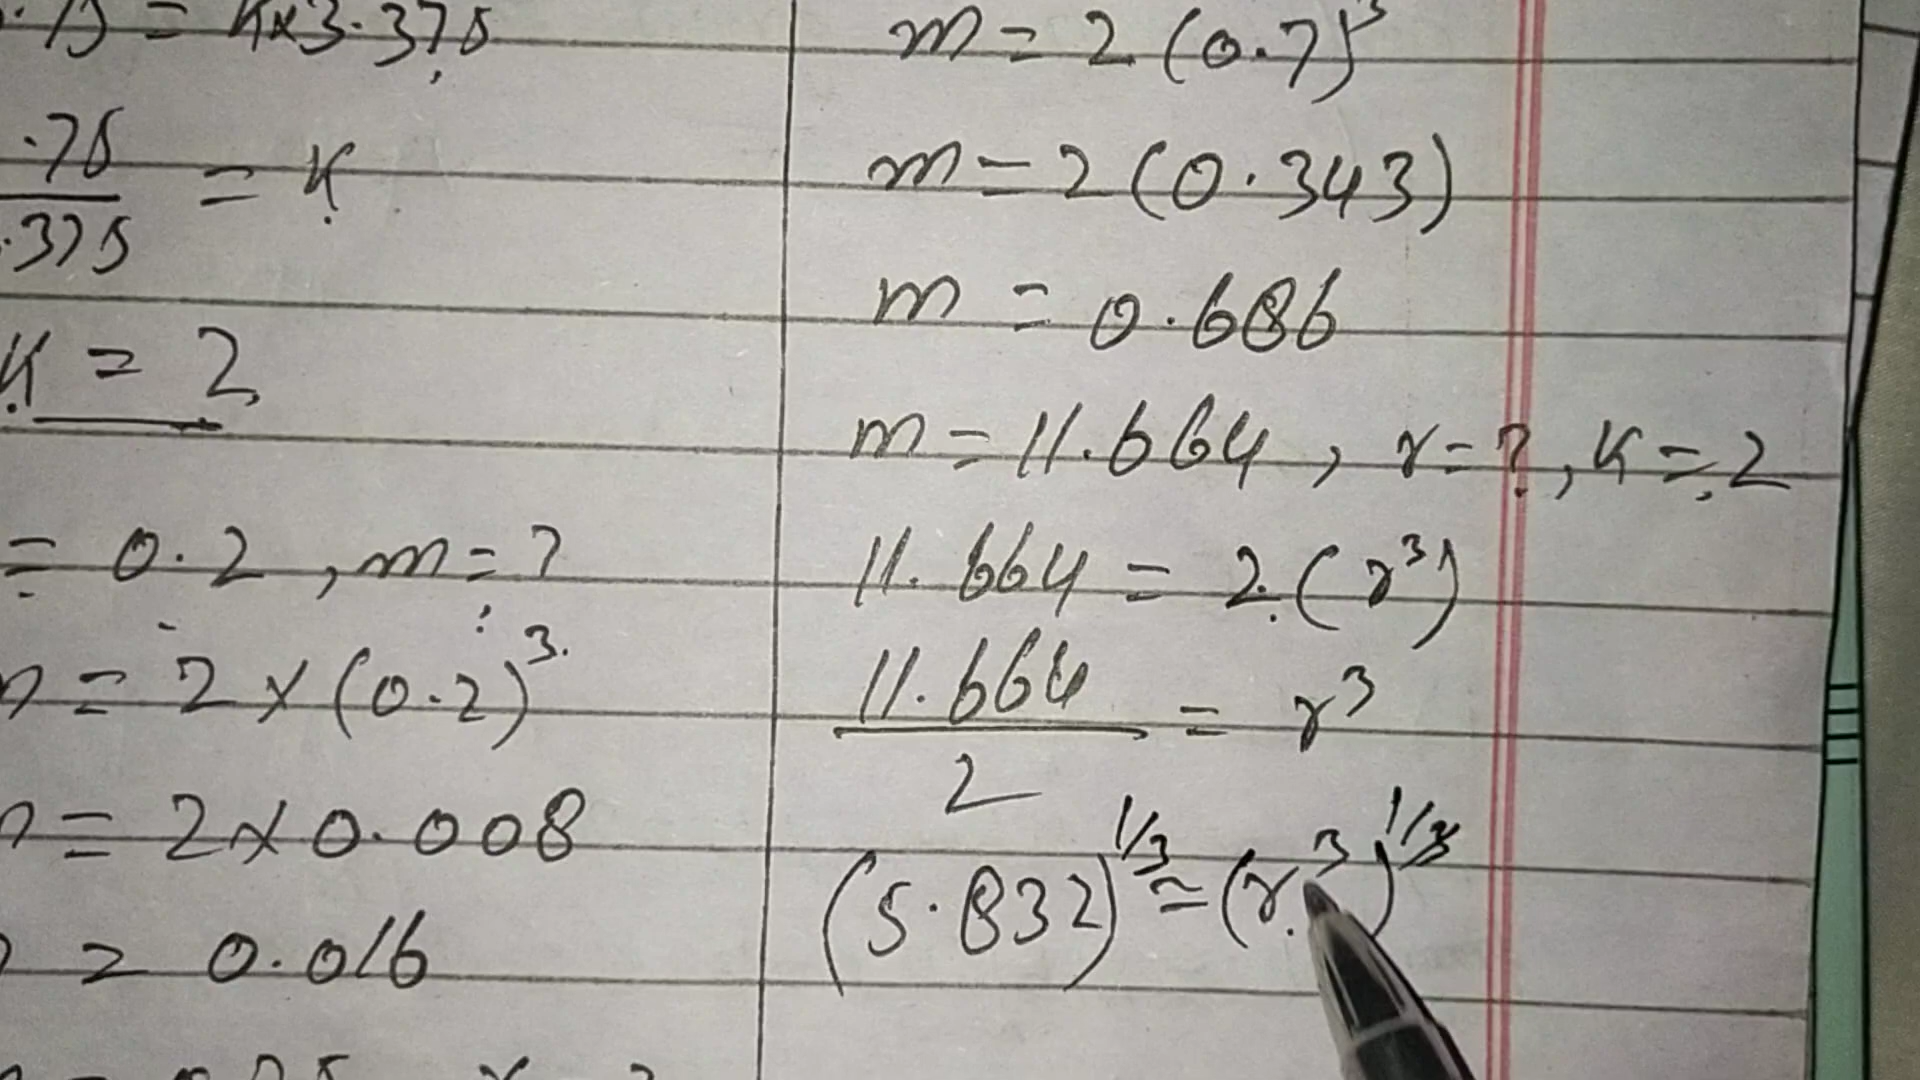 .75 = K×3.375
.75
.375
= K
K = 2
= 0.2, m = ?
= 2 × (0.2)³
= 2 × 0.008
= 0.016
m = 2 (0.7)³
m = 2 (0.343)
m = 0.686
m = 11.664, r = ?, K = 2
11.664 = 2.(r³)
11.664
2
= r³
(5.832)^1/3 = (r³)^1/3